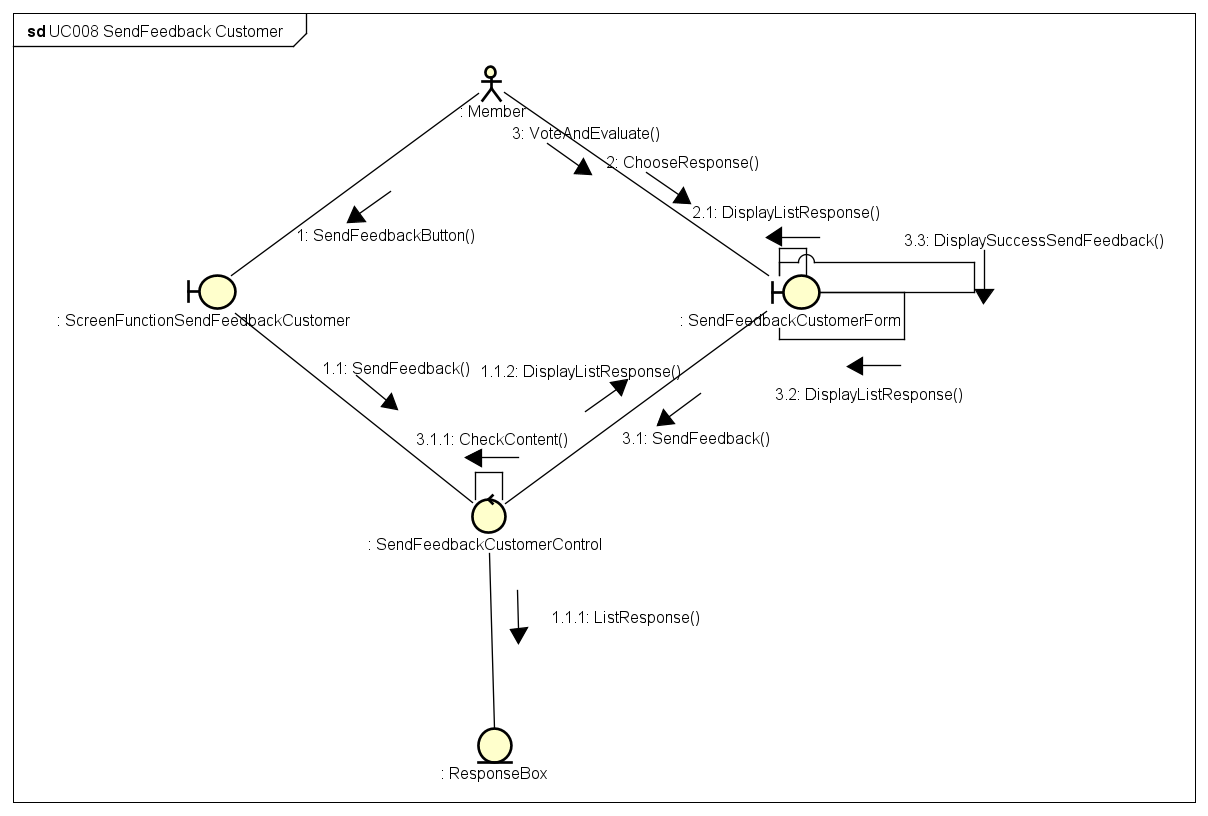 sd UC008 SendFeedback Customer
: Member
3: VoteAndEvaluate()
2: ChooseResponse()
2.1: DisplayListResponse()
1: SendFeedbackButton()
3.3: DisplaySuccessSendFeedback()
: ScreenFunctionSendFeedbackCustomer
: SendFeedbackCustomerForm
1.1: SendFeedback()
1.1.2: DisplayListResponse()
3.2: DisplayListResponse()
3.1.1: CheckContent()
3.1: SendFeedback()
: SendFeedbackCustomerControl
1.1.1: ListResponse()
: ResponseBox